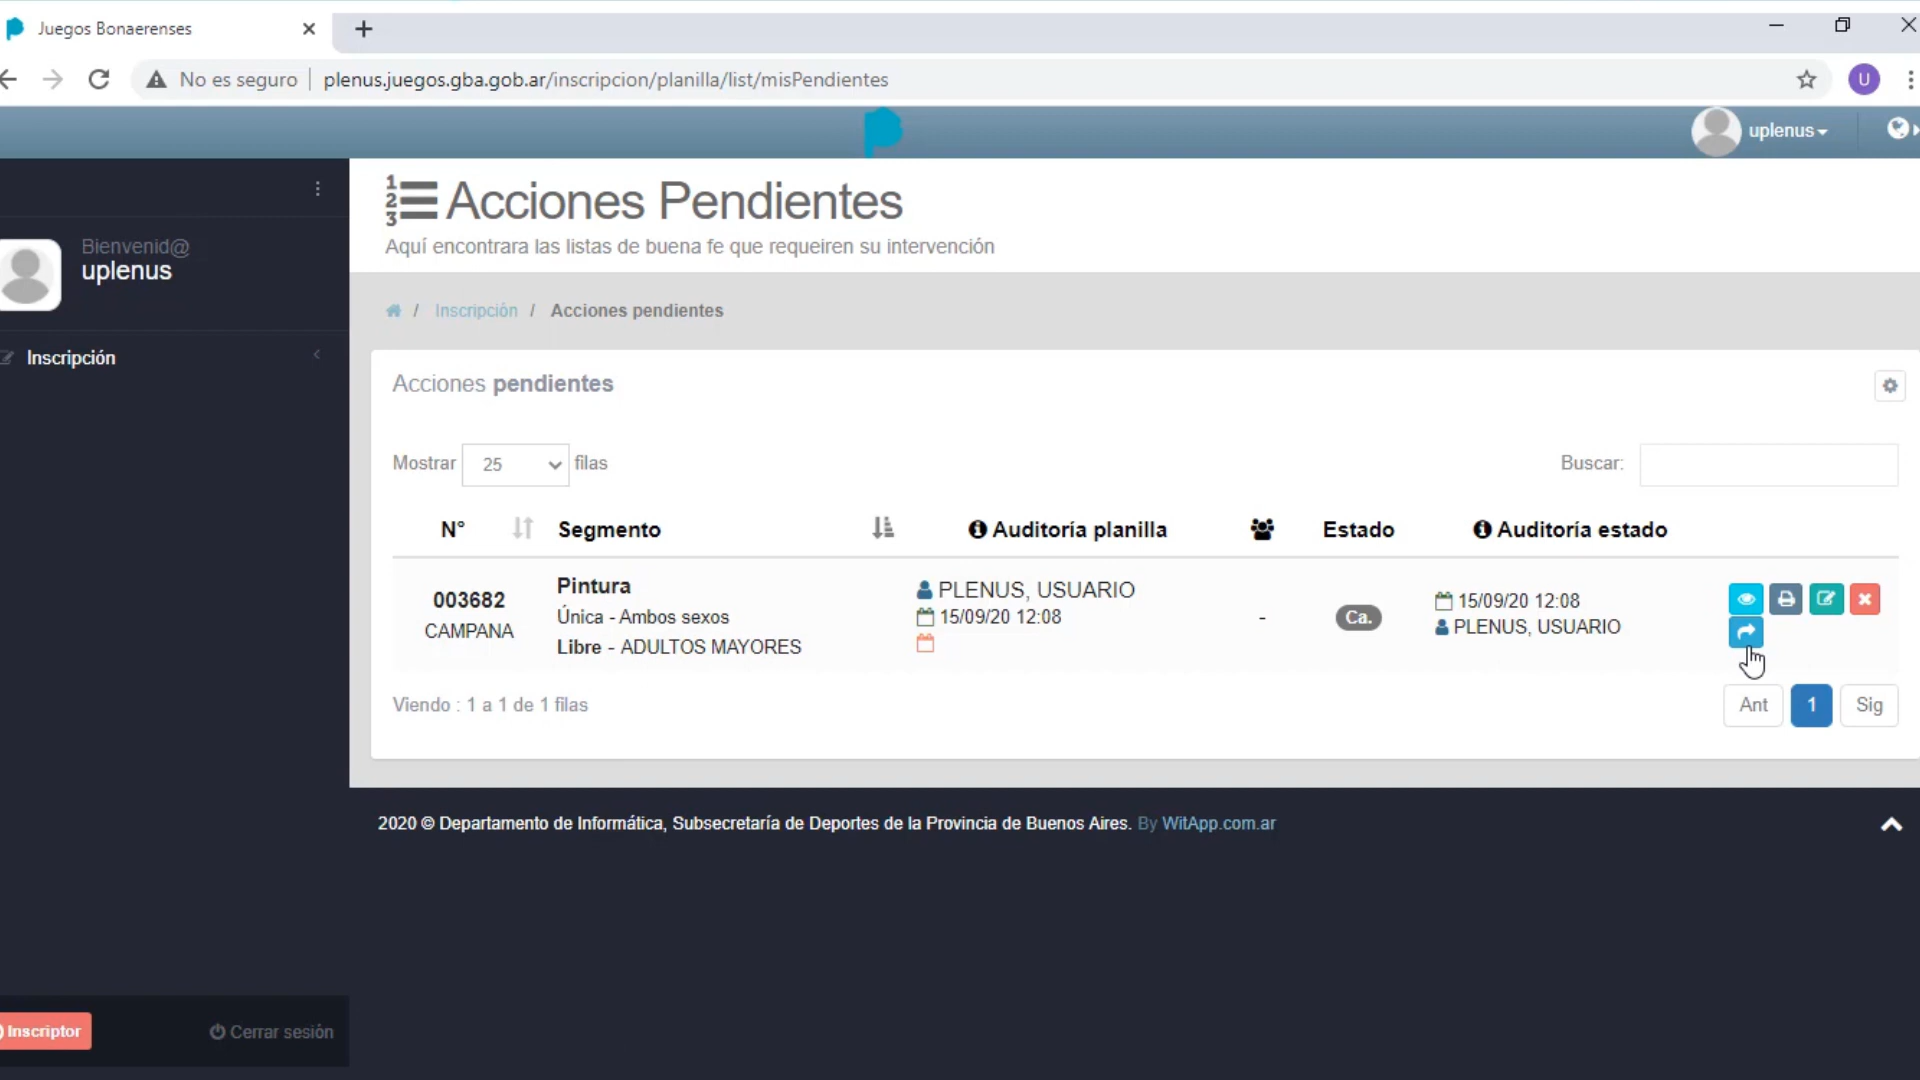 Juegos Bonaerenses
No es seguro | plenus.juegos.gba.gob.ar/inscripcion/planilla/list/misPendientes
U
uplenus
Bienvenid@
uplenus
Inscripción
Acciones Pendientes
Aquí encontrara las listas de buena fe que requeiren su intervención
/ Inscripción / Acciones pendientes
Acciones pendientes
Mostrar 25 filas
Buscar:
N° Segmento Auditoría planilla Estado Auditoría estado
003682
CAMPANA
Pintura
Única - Ambos sexos
Libre - ADULTOS MAYORES
PLENUS, USUARIO
15/09/20 12:08
-
Ca.
15/09/20 12:08
PLENUS, USUARIO
Viendo : 1 a 1 de 1 filas
Ant 1 Sig
2020 © Departamento de Informática, Subsecretaría de Deportes de la Provincia de Buenos Aires. By WitApp.com.ar
Inscriptor
Cerrar sesión